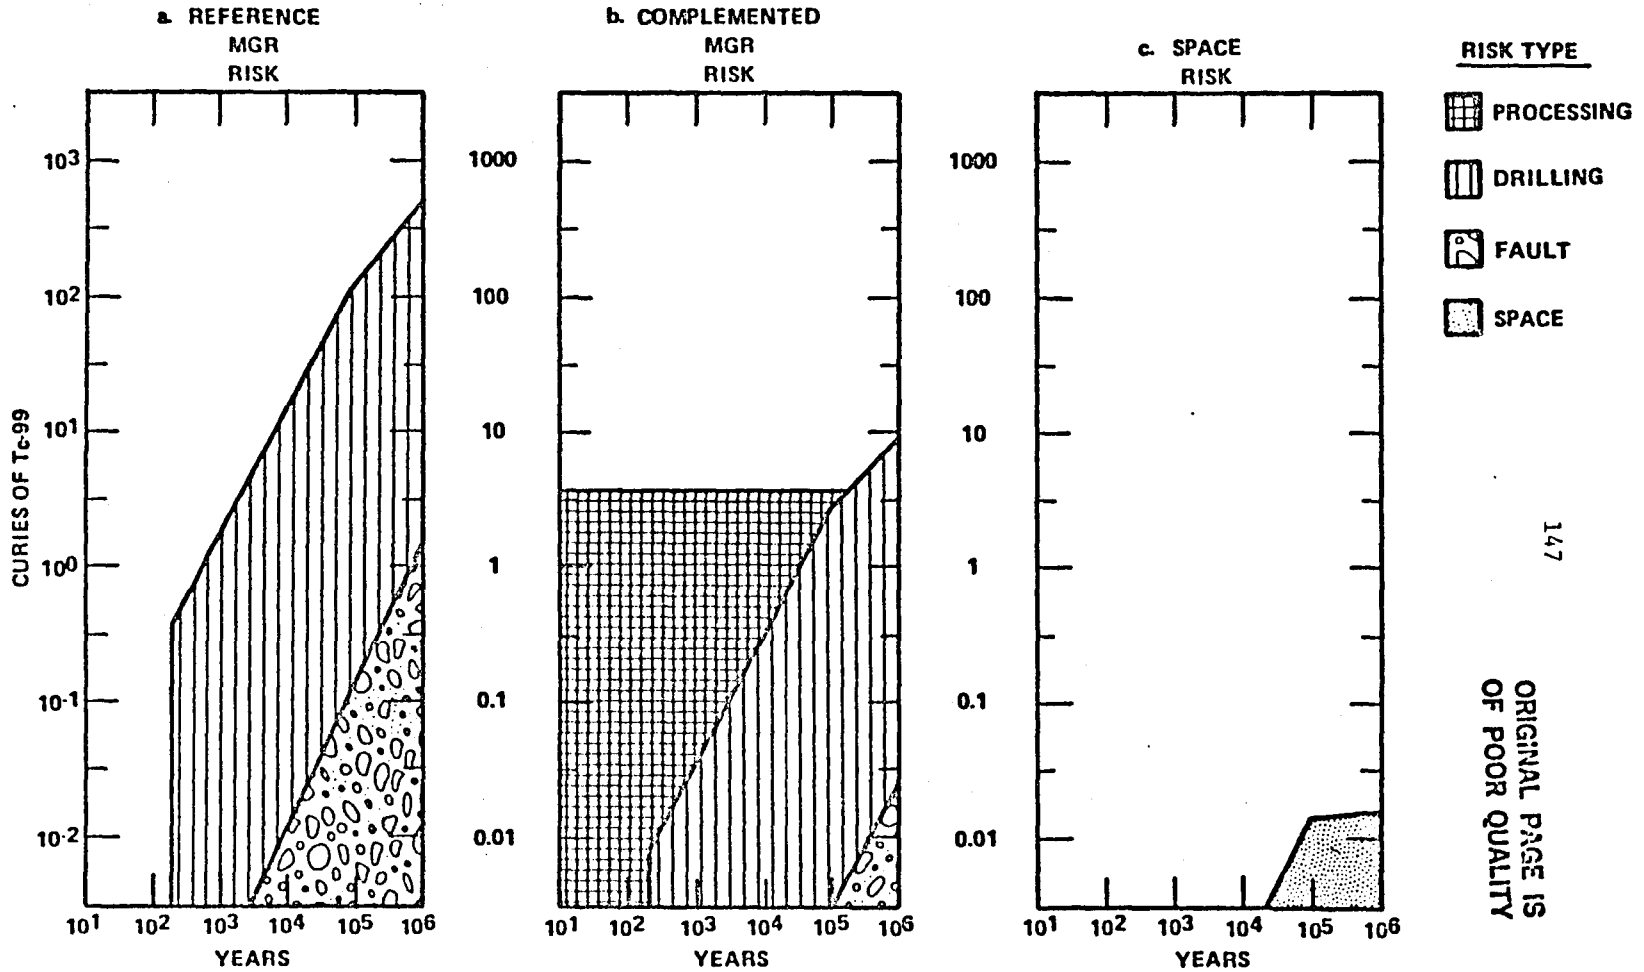 a. REFERENCE
MGR
RISK
b. COMPLEMENTED
MGR
RISK
c. SPACE
RISK
RISK TYPE
PROCESSING
DRILLING
FAULT
SPACE
CURIES OF Tc-99
10³
10²
10¹
10⁰
10⁻¹
10⁻²
10¹ 10² 10³ 10⁴ 10⁵ 10⁶
YEARS
1000
100
10
1
0.1
0.01
10¹ 10² 10³ 10⁴ 10⁵ 10⁶
YEARS
1000
100
10
1
0.1
0.01
10¹ 10² 10³ 10⁴ 10⁵ 10⁶
YEARS
147
ORIGINAL PAGE IS
OF POOR QUALITY